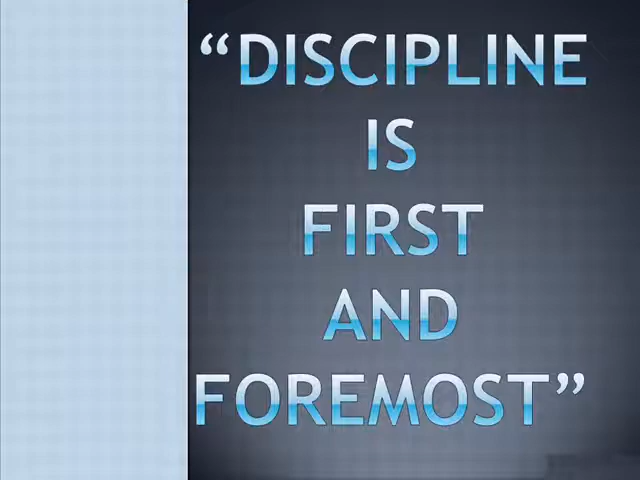 “DISCIPLINE
IS
FIRST
AND
FOREMOST”